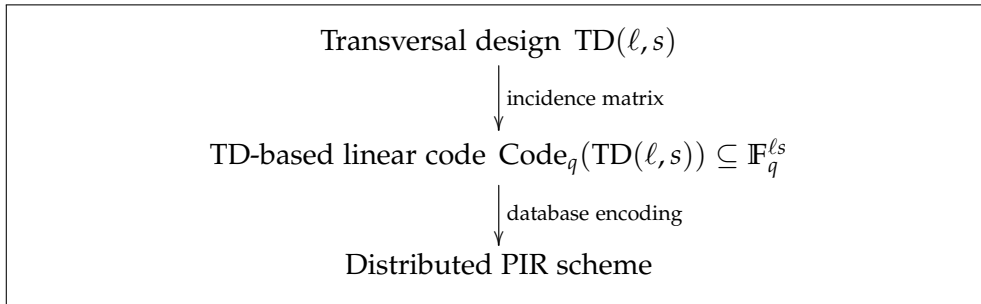 Transversal design TD(ℓ, s)
incidence matrix
TD-based linear code Code_q(TD(ℓ, s)) ⊆ 𝔽_q^{ℓs}
database encoding
Distributed PIR scheme